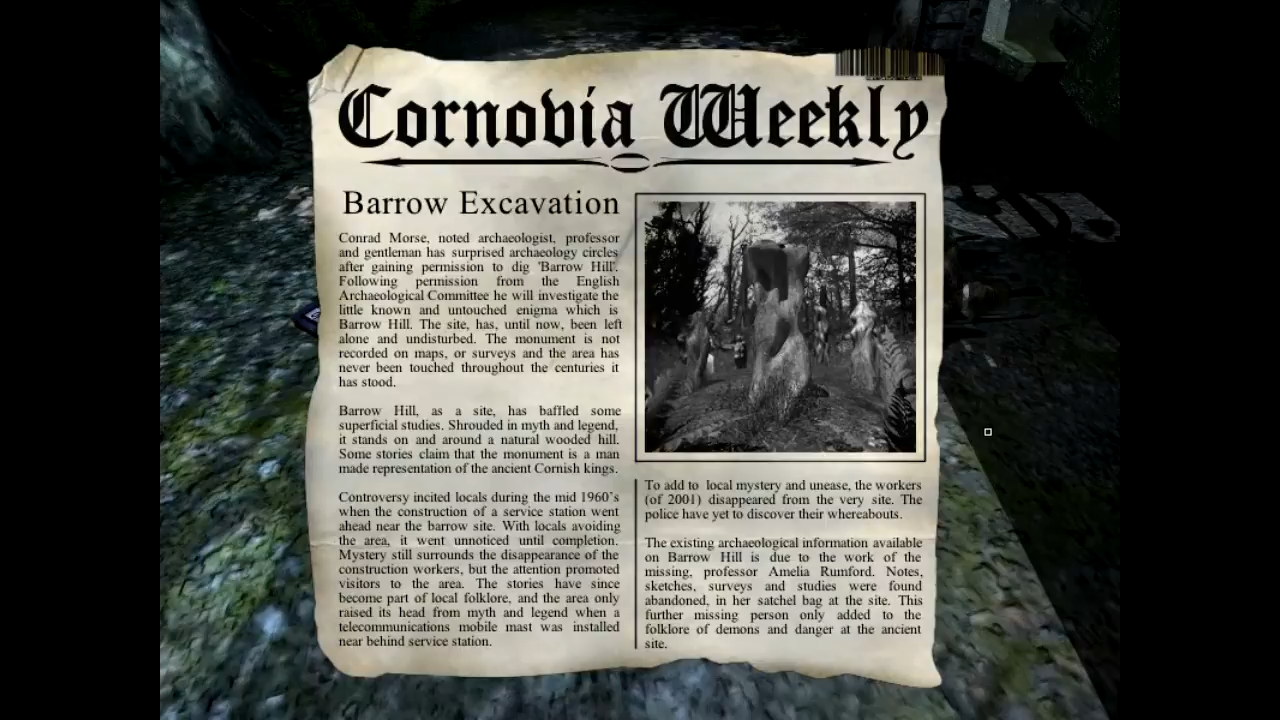 Cornovia Weekly
Barrow Excavation
Conrad Morse, noted archaeologist, professor
and gentleman has surprised archaeology circles
after gaining permission to dig 'Barrow Hill'.
Following permission from the English
Archaeological Committee he will investigate the
little known and untouched enigma which is
Barrow Hill. The site, has, until now, been left
alone and undisturbed. The monument is not
recorded on maps, or surveys and the area has
never been touched throughout the centuries it
has stood.
Barrow Hill, as a site, has baffled some
superficial studies. Shrouded in myth and legend,
it stands on and around a natural wooded hill.
Some stories claim that the monument is a man
made representation of the ancient Cornish kings.
Controversy incited locals during the mid 1960's
when the construction of a service station went
ahead near the barrow site. With locals avoiding
the area, it went unnoticed until completion.
Mystery still surrounds the disappearance of the
construction workers, but the attention promoted
visitors to the area. The stories have since
become part of local folklore, and the area only
raised its head from myth and legend when a
telecommunications mobile mast was installed
near behind service station.
To add to local mystery and unease, the workers
(of 2001) disappeared from the very site. The
police have yet to discover their whereabouts.
The existing archaeological information available
on Barrow Hill is due to the work of the
missing, professor Amelia Rumford. Notes,
sketches, surveys and studies were found
abandoned, in her satchel bag at the site. This
further missing person only added to the
folklore of demons and danger at the ancient
site.